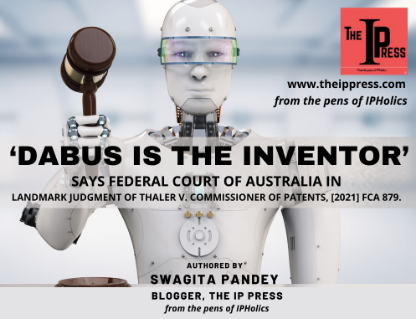 THE IP PRESS
www.theippress.com
from the pens of IPHolics
‘DABUS IS THE INVENTOR’
SAYS FEDERAL COURT OF AUSTRALIA IN
LANDMARK JUDGMENT OF THALER V. COMMISSIONER OF PATENTS, [2021] FCA 879.
AUTHORED BY
SWAGITA PANDEY
BLOGGER, THE IP PRESS
from the pens of IPHolics